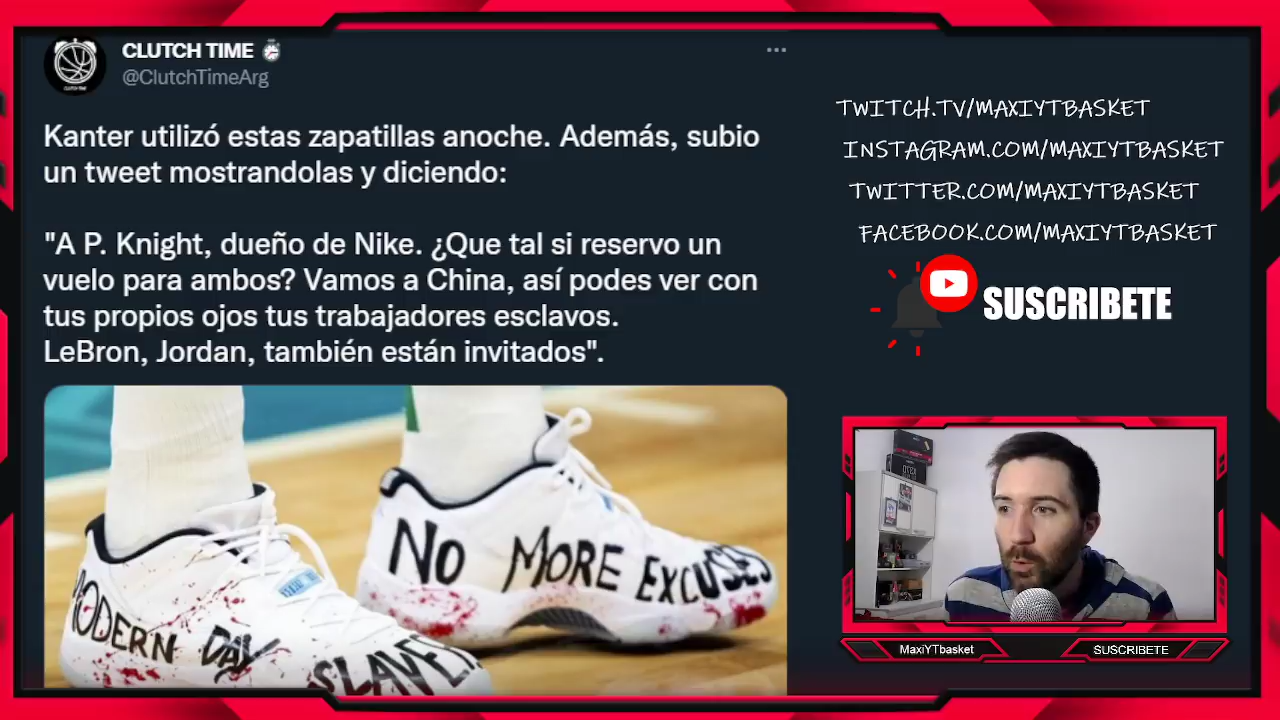 CLUTCH TIME
@ClutchTimeArg
Kanter utilizó estas zapatillas anoche. Además, subio
un tweet mostrandolas y diciendo:
"A P. Knight, dueño de Nike. ¿Que tal si reservo un
vuelo para ambos? Vamos a China, así podes ver con
tus propios ojos tus trabajadores esclavos.
LeBron, Jordan, también están invitados".
MODERN DAY SLAVERY
NO MORE EXCUSES
TWITCH.TV/MAXIYTBASKET
INSTAGRAM.COM/MAXIYTBASKET
TWITTER.COM/MAXIYTBASKET
FACEBOOK.COM/MAXIYTBASKET
SUSCRIBETE
MaxiYTbasket
SUSCRIBETE